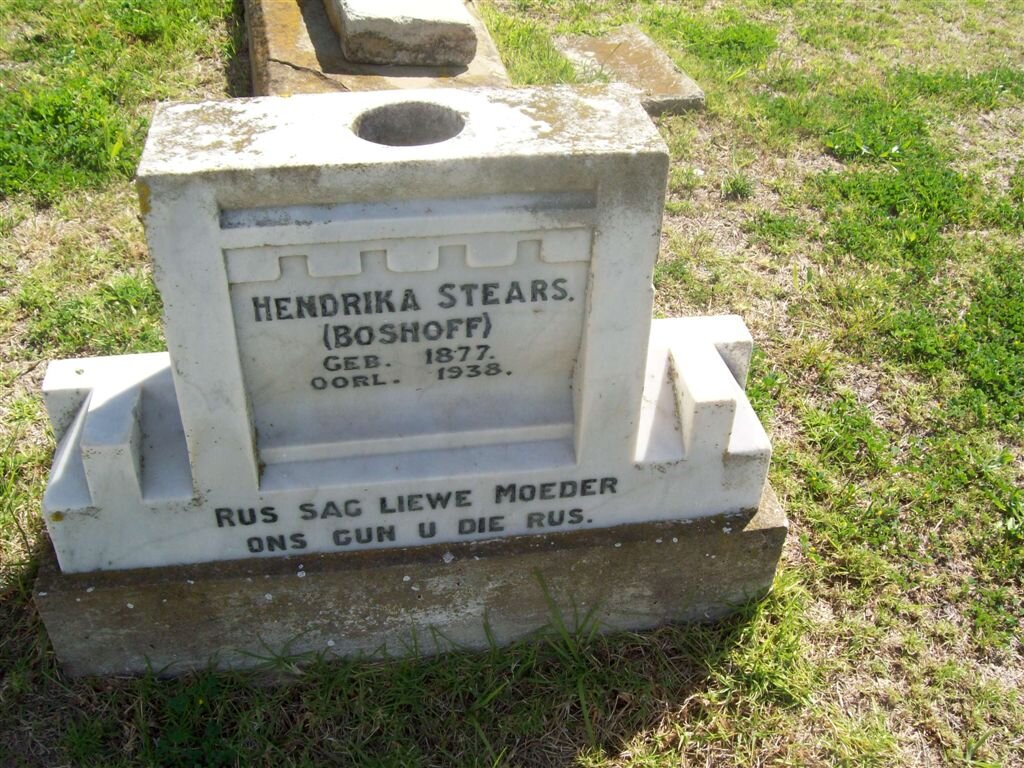 HENDRIKA STEARS.
(BOSHOFF)
GEB. 1877.
OORL. 1938.
RUS SAG LIEWE MOEDER
ONS GUN U DIE RUS.